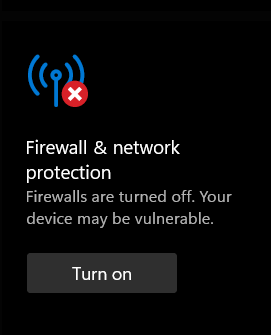 Firewall & network
protection
Firewalls are turned off. Your
device may be vulnerable.
Turn on